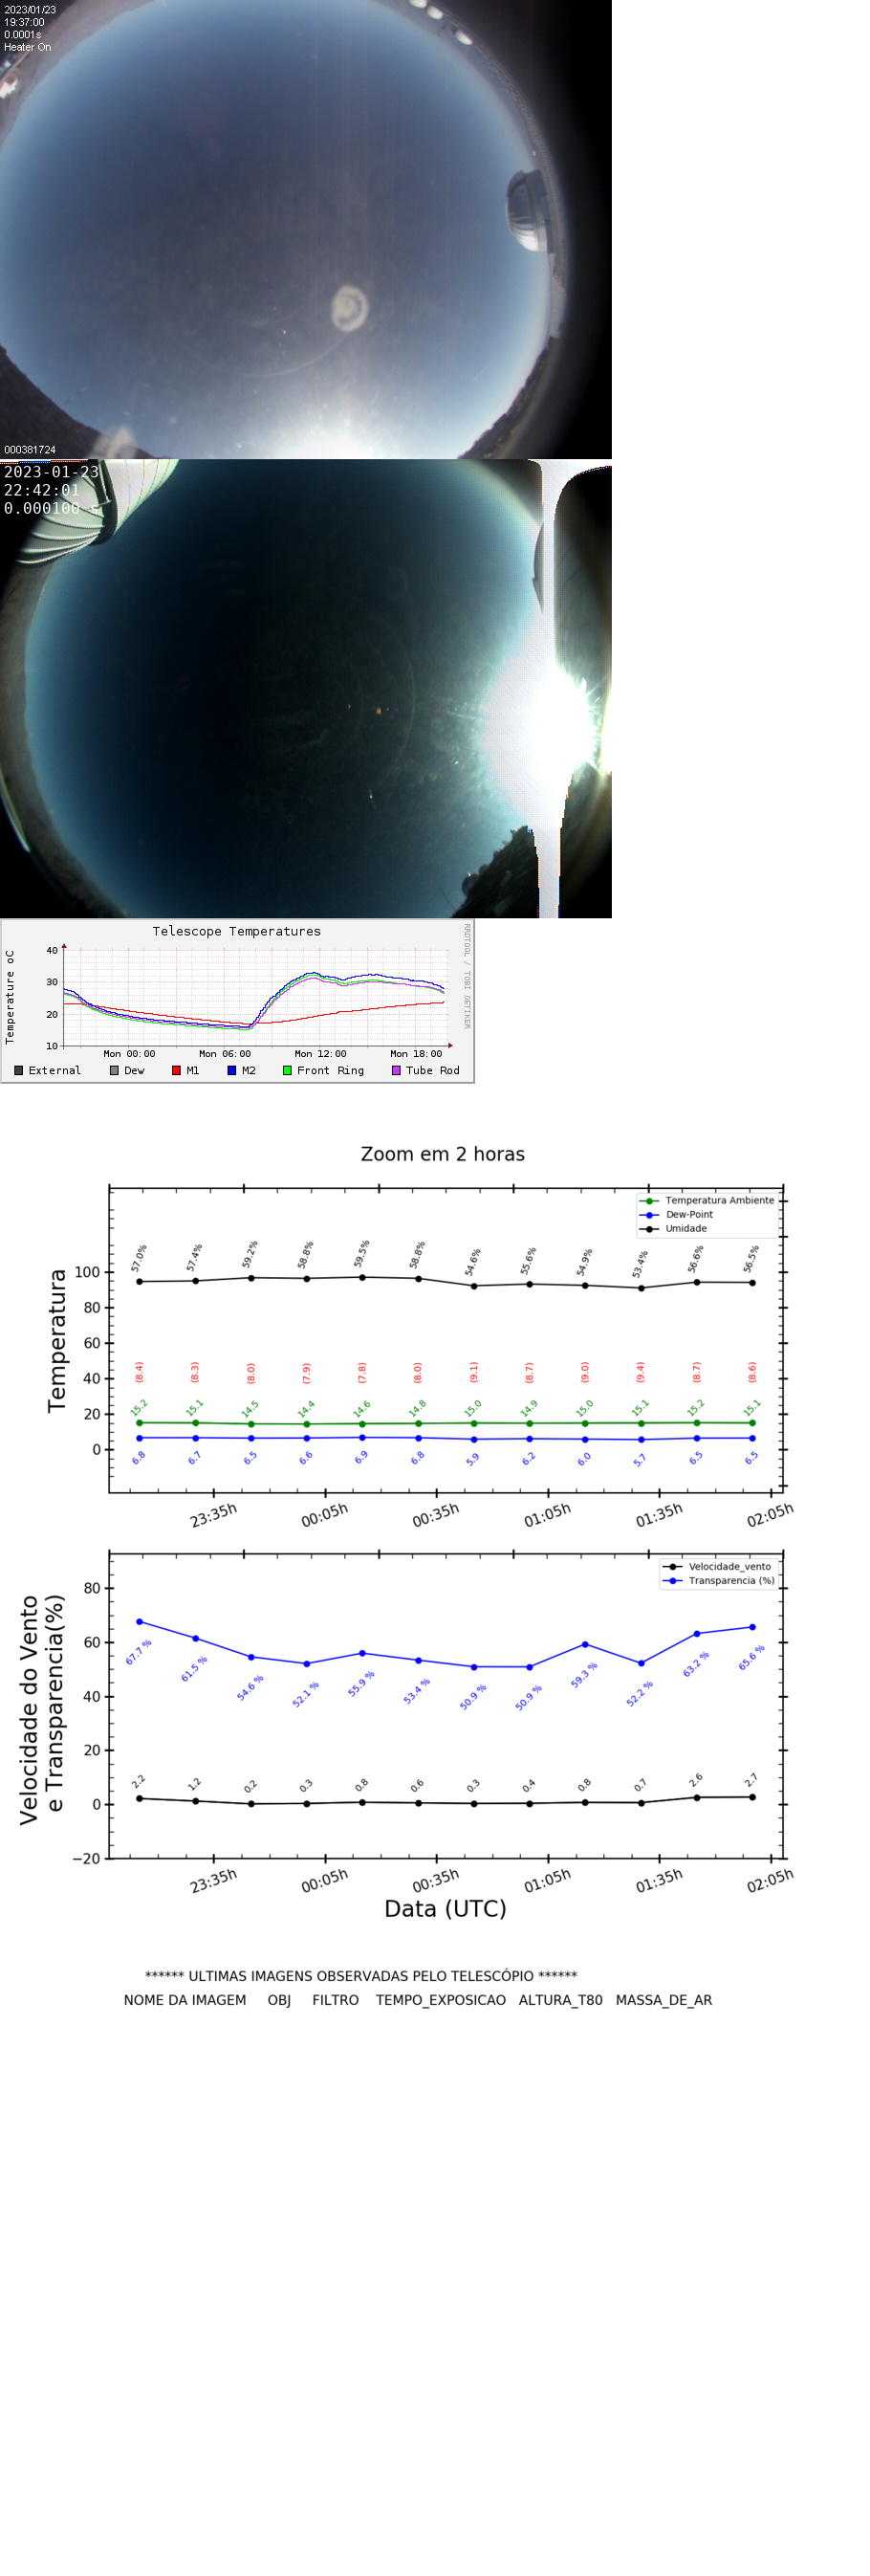 2023/01/23
19:37:00
0.0001s
Heater On
000381724
2023-01-23
22:42:01
0.000100 s
Telescope Temperatures
RRDTOOL / TOBI OETIKER
Temperature oC
40
30
20
10
Mon 00:00 Mon 06:00 Mon 12:00 Mon 18:00
External Dew M1 M2 Front Ring Tube Rod
Zoom em 2 horas
Temperatura Ambiente
Dew-Point
Umidade
Temperatura
100
80
60
40
20
0
57.0% 57.4% 59.2% 58.8% 59.5% 58.8% 54.6% 55.6% 54.9% 53.4% 56.6% 56.5%
(8.4) (8.3) (8.0) (7.9) (7.8) (8.0) (9.1) (8.7) (9.0) (9.4) (8.7) (8.6)
15.2 15.1 14.5 14.4 14.6 14.8 15.0 14.9 15.0 15.1 15.2 15.1
6.8 6.7 6.5 6.6 6.9 6.8 5.9 6.2 6.0 5.7 6.5 6.5
23:35h 00:05h 00:35h 01:05h 01:35h 02:05h
Velocidade_vento
Transparencia (%)
Velocidade do Vento
e Transparencia(%)
80
60
40
20
0
−20
67.7 % 61.5 % 54.6 % 52.1 % 55.9 % 53.4 % 50.9 % 50.9 % 59.3 % 52.2 % 63.2 % 65.6 %
2.2 1.2 0.2 0.3 0.8 0.6 0.3 0.4 0.8 0.7 2.6 2.7
23:35h 00:05h 00:35h 01:05h 01:35h 02:05h
Data (UTC)
****** ULTIMAS IMAGENS OBSERVADAS PELO TELESCÓPIO ******
NOME DA IMAGEM OBJ FILTRO TEMPO_EXPOSICAO ALTURA_T80 MASSA_DE_AR